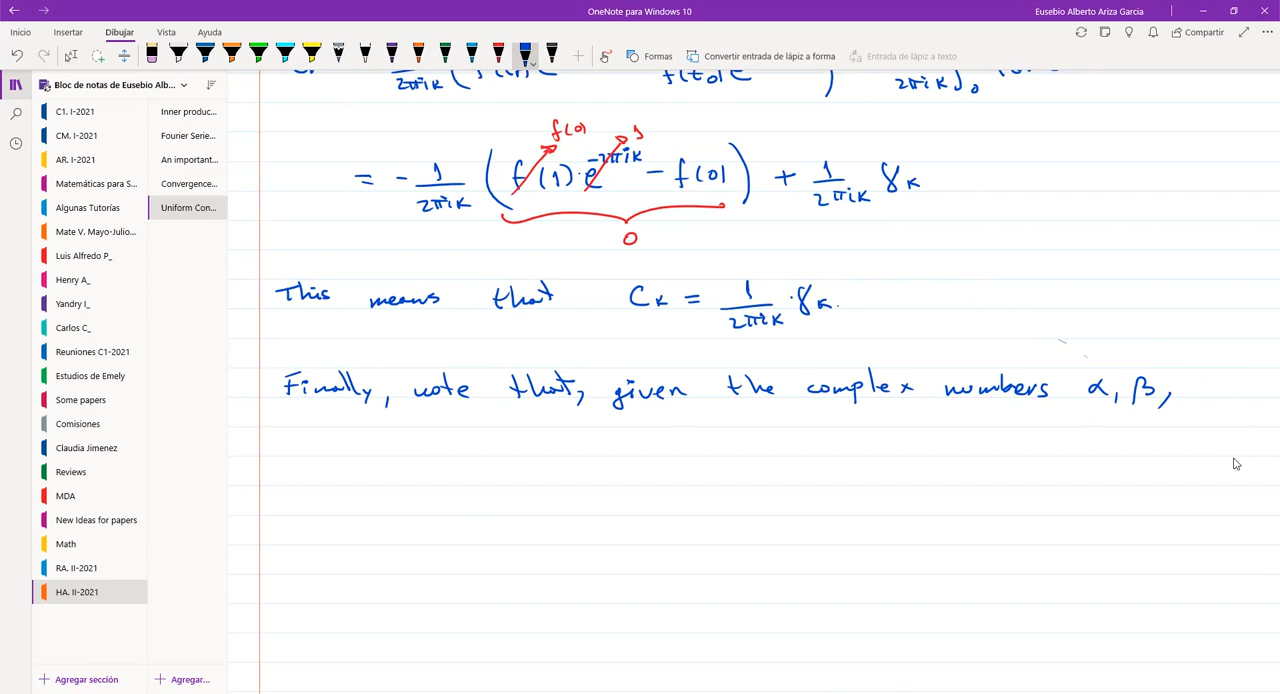 OneNote para Windows 10
Eusebio Alberto Ariza Garcia
Inicio Insertar Dibujar Vista Ayuda
Compartir
Formas Convertir entrada de lápiz a forma Entrada de lápiz a texto
Bloc de notas de Eusebio Alb...
C1. I-2021
CM. I-2021
AR. I-2021
Matemáticas para S...
Algunas Tutorías
Mate V. Mayo-Julio...
Luis Alfredo P_
Henry A_
Yandry I_
Carlos C_
Reuniones C1-2021
Estudios de Emely
Some papers
Comisiones
Claudia Jimenez
Reviews
MDA
New Ideas for papers
Math
RA. II-2021
HA. II-2021
Agregar sección
Inner produc...
Fourier Serie...
An important...
Convergence...
Uniform Con...
Agregar...
f(0) 1
= - 1/2πik ( f(1)·e^-2πik - f(0) ) + 1/2πik γk
0
This means that Ck = 1/2πik · γk.
Finally, note that, given the complex numbers α, β,